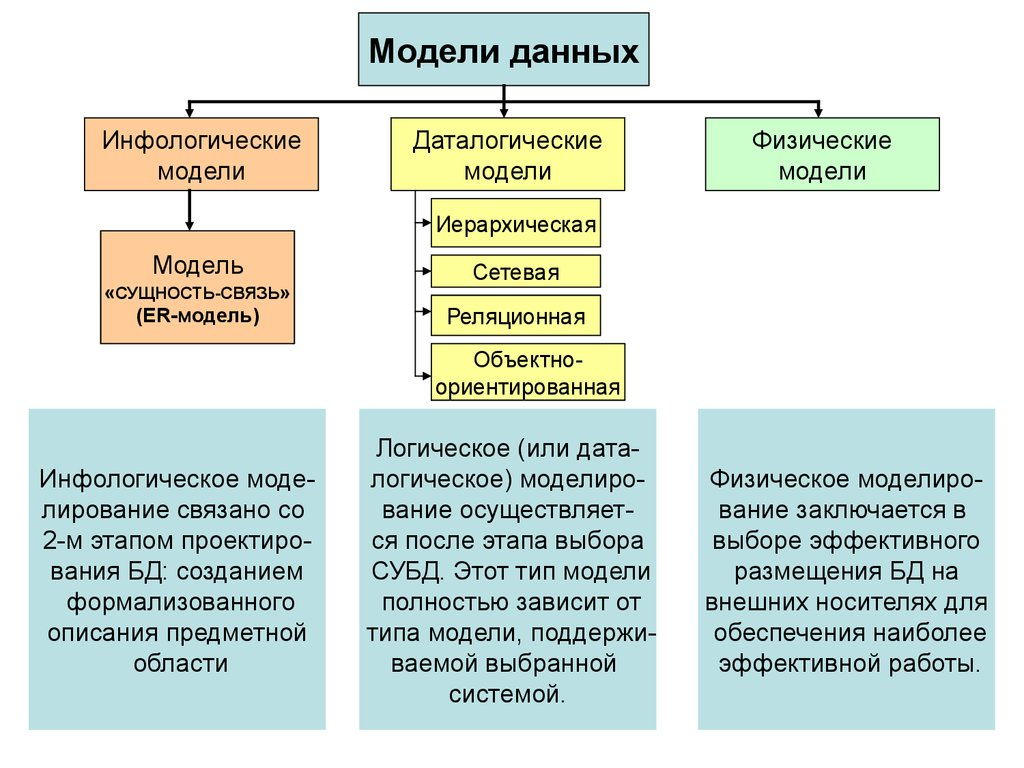 Модели данных
Инфологические
модели
Даталогические
модели
Физические
модели
Модель
«СУЩНОСТЬ-СВЯЗЬ»
(ER-модель)
Иерархическая
Сетевая
Реляционная
Объектно-
ориентированная
Инфологическое моде-
лирование связано со
2-м этапом проектиро-
вания БД: созданием
формализованного
описания предметной
области
Логическое (или дата-
логическое) моделиро-
вание осуществляет-
ся после этапа выбора
СУБД. Этот тип модели
полностью зависит от
типа модели, поддержи-
ваемой выбранной
системой.
Физическое моделиро-
вание заключается в
выборе эффективного
размещения БД на
внешних носителях для
обеспечения наиболее
эффективной работы.